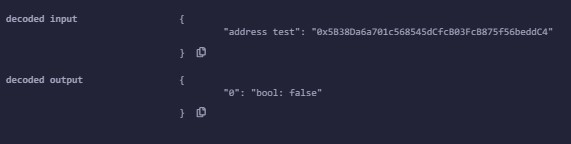 decoded input {
"address test": "0x5B38Da6a701c568545dCfcB03FcB875f56beddC4"
}
decoded output {
"0": "bool: false"
}